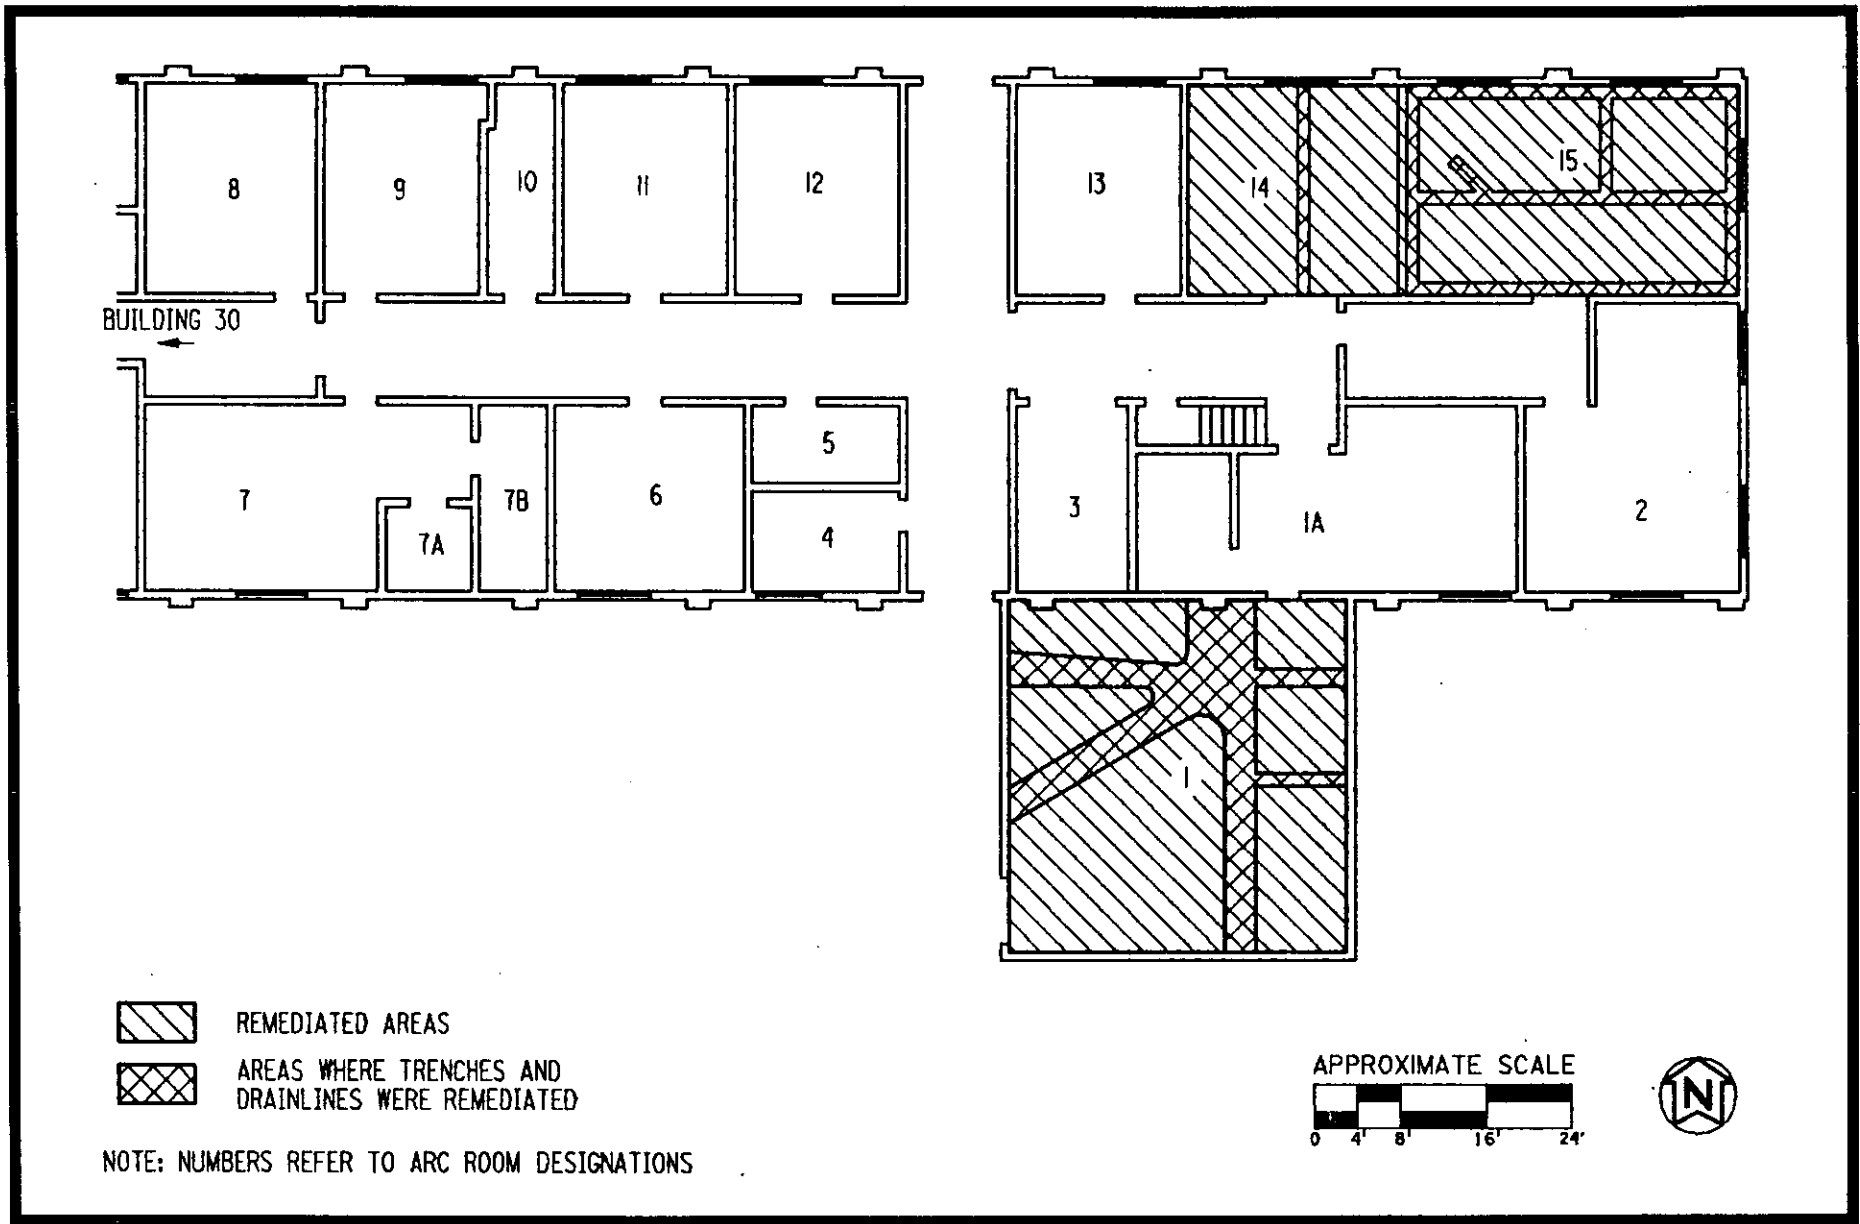 8
9
10
11
12
13
14
15
BUILDING 30
7
7A
7B
6
5
4
3
1A
2
1
REMEDIATED AREAS
AREAS WHERE TRENCHES AND
DRAINLINES WERE REMEDIATED
NOTE: NUMBERS REFER TO ARC ROOM DESIGNATIONS
APPROXIMATE SCALE
0 4' 8' 16' 24'
N